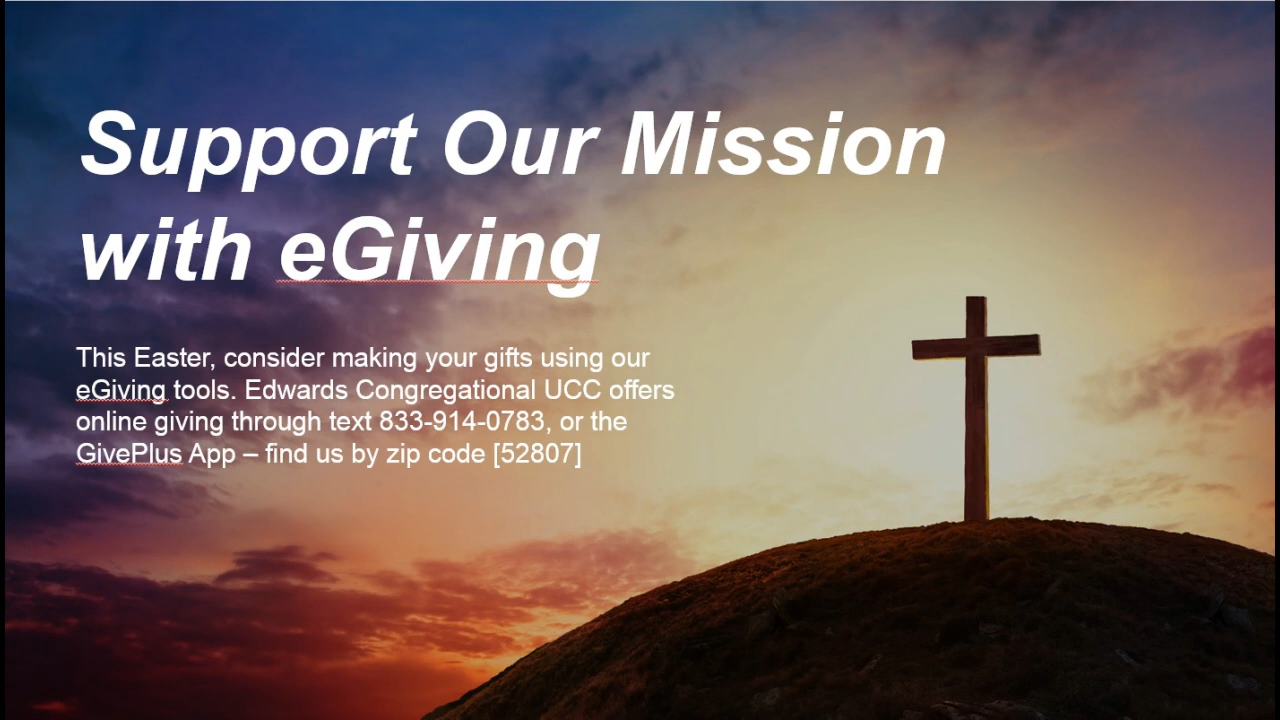 Support Our Mission
with eGiving
This Easter, consider making your gifts using our
eGiving tools. Edwards Congregational UCC offers
online giving through text 833-914-0783, or the
GivePlus App – find us by zip code [52807]